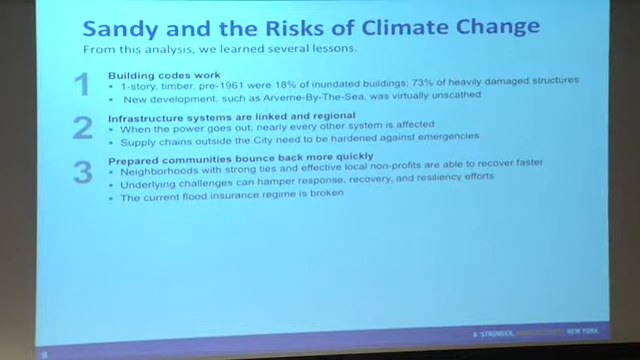 Sandy and the Risks of Climate Change
From this analysis, we learned several lessons.
1
Building codes work
▪ 1-story, timber, pre-1961 were 18% of inundated buildings; 73% of heavily damaged structures
▪ New development, such as Arverne-By-The-Sea, was virtually unscathed
2
Infrastructure systems are linked and regional
▪ When the power goes out, nearly every other system is affected
▪ Supply chains outside the City need to be hardened against emergencies
3
Prepared communities bounce back more quickly
▪ Neighborhoods with strong ties and effective local non-profits are able to recover faster
▪ Underlying challenges can hamper response, recovery, and resiliency efforts
▪ The current flood insurance regime is broken
A STRONGER, NEW YORK
8